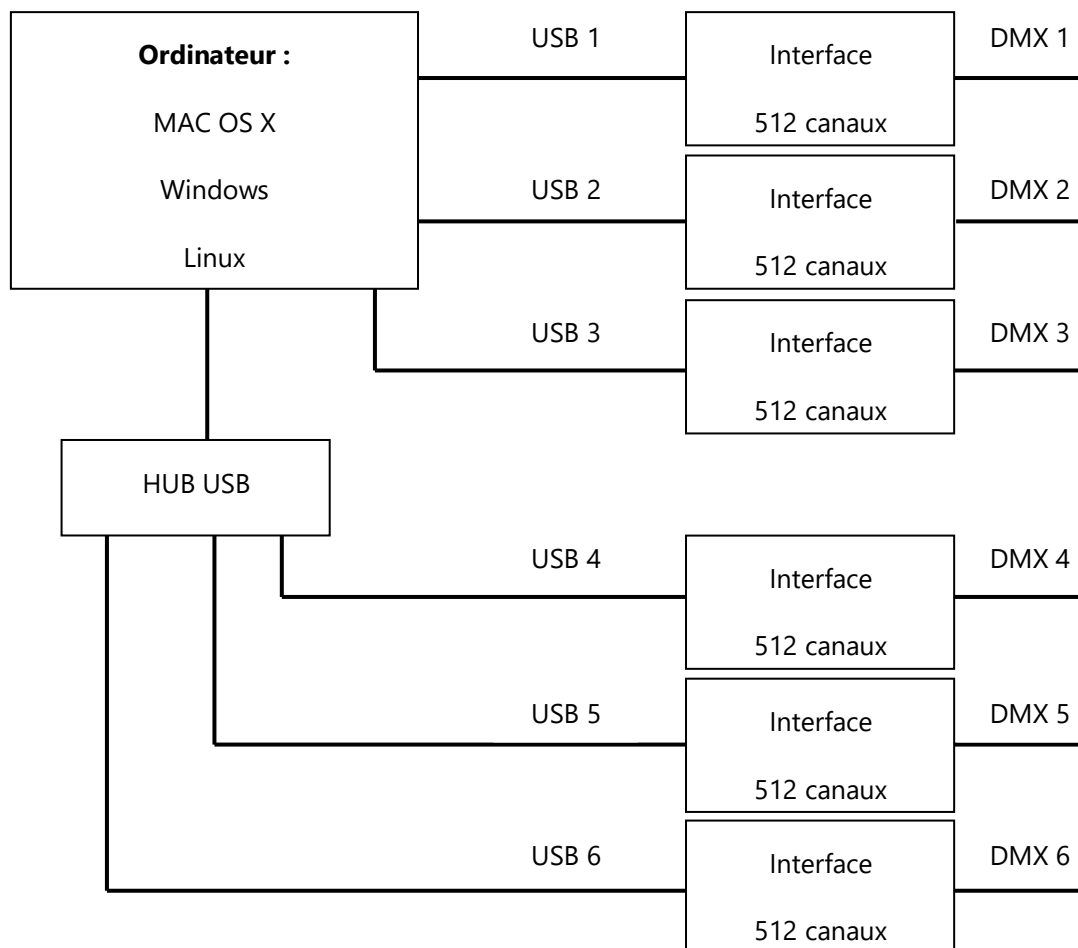 Ordinateur :
MAC OS X
Windows
Linux
USB 1
Interface
512 canaux
DMX 1
USB 2
Interface
512 canaux
DMX 2
USB 3
Interface
512 canaux
DMX 3
HUB USB
USB 4
Interface
512 canaux
DMX 4
USB 5
Interface
512 canaux
DMX 5
USB 6
Interface
512 canaux
DMX 6